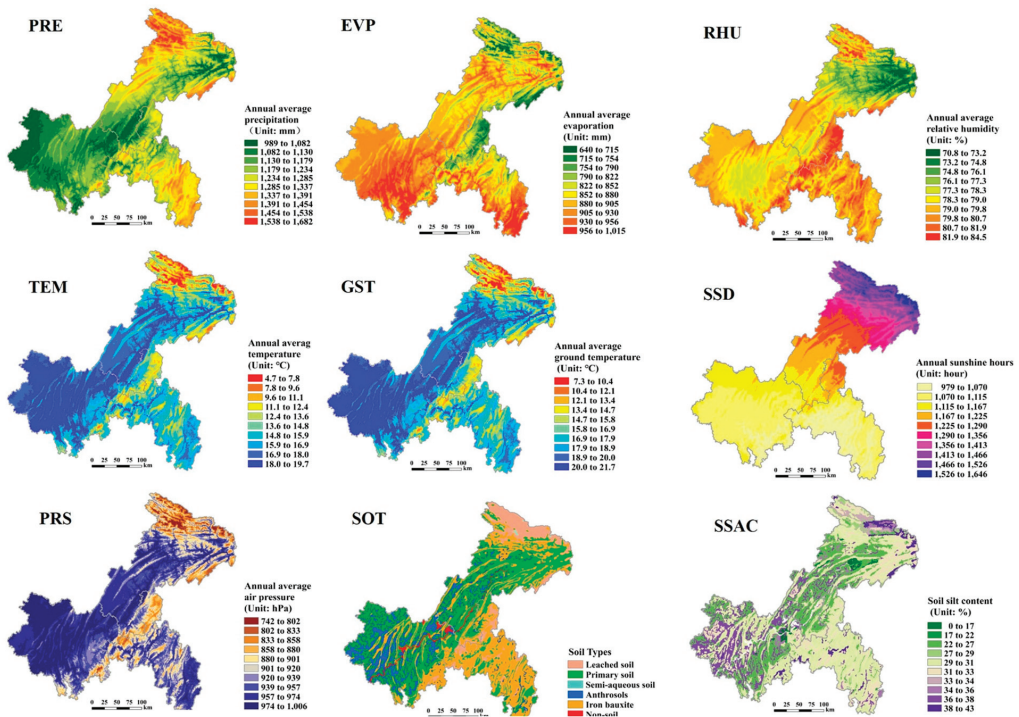 PRE
Annual average
precipitation
（Unit: mm）
989 to 1,082
1,082 to 1,130
1,130 to 1,179
1,179 to 1,234
1,234 to 1,285
1,285 to 1,337
1,337 to 1,391
1,391 to 1,454
1,454 to 1,538
1,538 to 1,682
0 25 50 75 100
km
EVP
Annual average
evaporation
(Unit: mm)
640 to 715
715 to 754
754 to 790
790 to 822
822 to 852
852 to 880
880 to 905
905 to 930
930 to 956
956 to 1,015
0 25 50 75 100
km
RHU
Annual average
relative humidity
(Unit: %)
70.8 to 73.2
73.2 to 74.8
74.8 to 76.1
76.1 to 77.3
77.3 to 78.3
78.3 to 79.0
79.0 to 79.8
79.8 to 80.7
80.7 to 81.9
81.9 to 84.5
0 25 50 75 100
km
TEM
Annual averag
temperature
(Unit: °C)
4.7 to 7.8
7.8 to 9.6
9.6 to 11.1
11.1 to 12.4
12.4 to 13.6
13.6 to 14.8
14.8 to 15.9
15.9 to 16.9
16.9 to 18.0
18.0 to 19.7
0 25 50 75 100
km
GST
Annual average
ground temperature
(Unit: °C)
7.3 to 10.4
10.4 to 12.1
12.1 to 13.4
13.4 to 14.7
14.7 to 15.8
15.8 to 16.9
16.9 to 17.9
17.9 to 18.9
18.9 to 20.0
20.0 to 21.7
0 25 50 75 100
km
SSD
Annual sunshine hours
(Unit: hour)
979 to 1,070
1,070 to 1,115
1,115 to 1,167
1,167 to 1,225
1,225 to 1,290
1,290 to 1,356
1,356 to 1,413
1,413 to 1,466
1,466 to 1,526
1,526 to 1,646
0 25 50 75 100
km
PRS
Annual average
air pressure
(Unit: hPa)
742 to 802
802 to 833
833 to 858
858 to 880
880 to 901
901 to 920
920 to 939
939 to 957
957 to 974
974 to 1.006
0 25 50 75 100
km
SOT
Soil Types
Leached soil
Primary soil
Semi-aqueous soil
Anthrosols
Iron bauxite
Non-soil
0 25 50 75 100
km
SSAC
Soil silt content
(Unit: %)
0 to 17
17 to 22
22 to 27
27 to 29
29 to 31
31 to 33
33 to 34
34 to 36
36 to 38
38 to 43
0 25 50 75 100
km